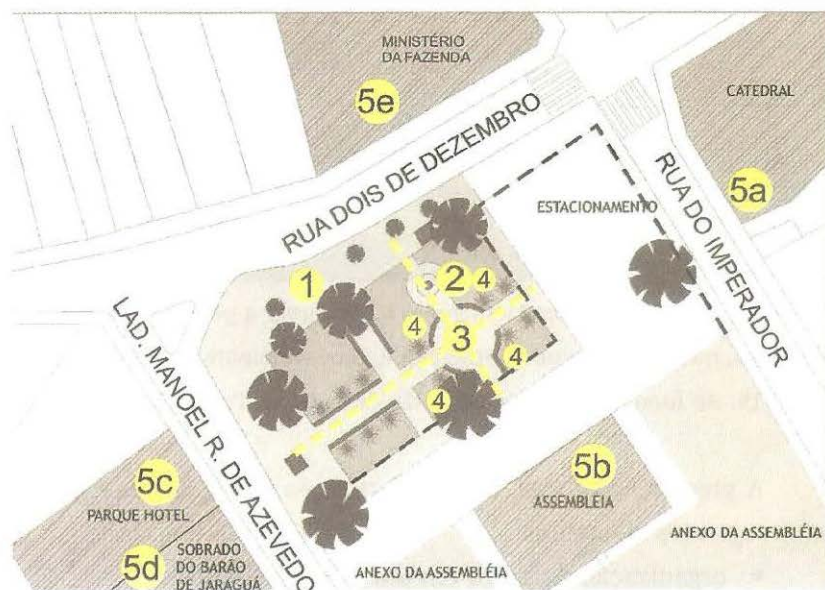 MINISTÉRIO
DA FAZENDA
5e
CATEDRAL
5a
RUA DOIS DE DEZEMBRO
RUA DO IMPERADOR
ESTACIONAMENTO
1
2
4
4
3
4
4
LAD. MANOEL R. DE AZEVEDO
5c
PARQUE HOTEL
5d
SOBRADO
DO BARÃO
DE JARAGUÁ
5b
ASSEMBLEIA
ANEXO DA ASSEMBLÉIA
ANEXO DA ASSEMBLÉIA